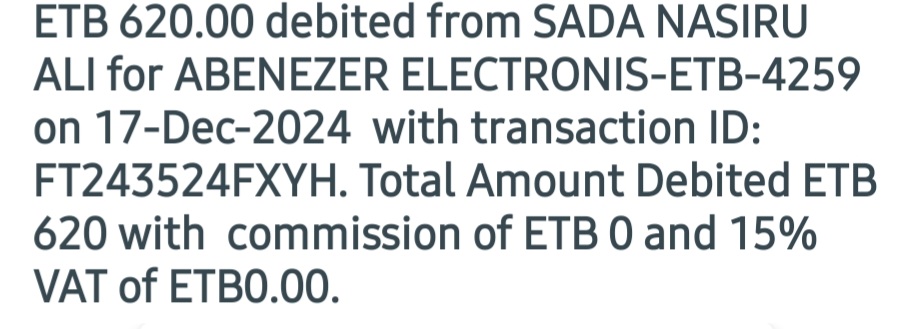 ETB 620.00 debited from SADA NASIRU
ALI for ABENEZER ELECTRONIS-ETB-4259
on 17-Dec-2024 with transaction ID:
FT243524FXYH. Total Amount Debited ETB
620 with commission of ETB 0 and 15%
VAT of ETB0.00.